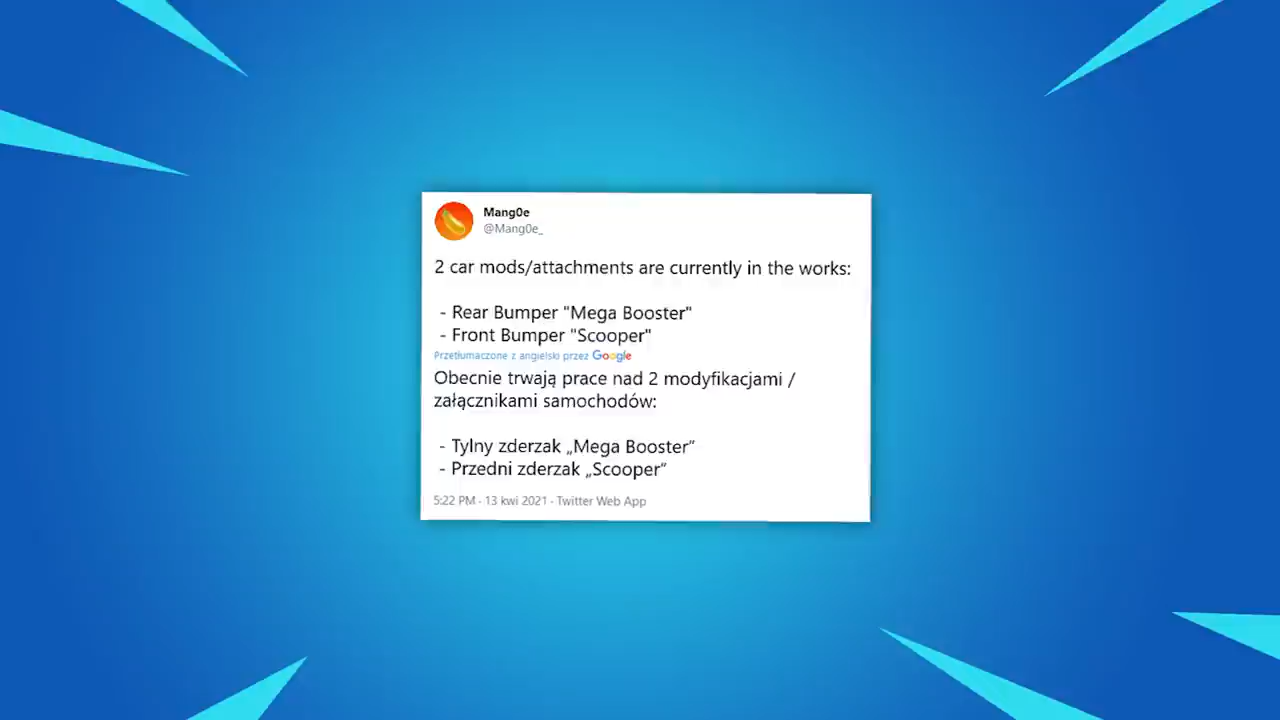 Mang0e
@Mang0e_
2 car mods/attachments are currently in the works:
- Rear Bumper "Mega Booster"
- Front Bumper "Scooper"
Przetłumaczone z angielski przez Google
Obecnie trwają prace nad 2 modyfikacjami /
załącznikami samochodów:
- Tylny zderzak „Mega Booster”
- Przedni zderzak „Scooper”
5:22 PM · 13 kwi 2021 · Twitter Web App